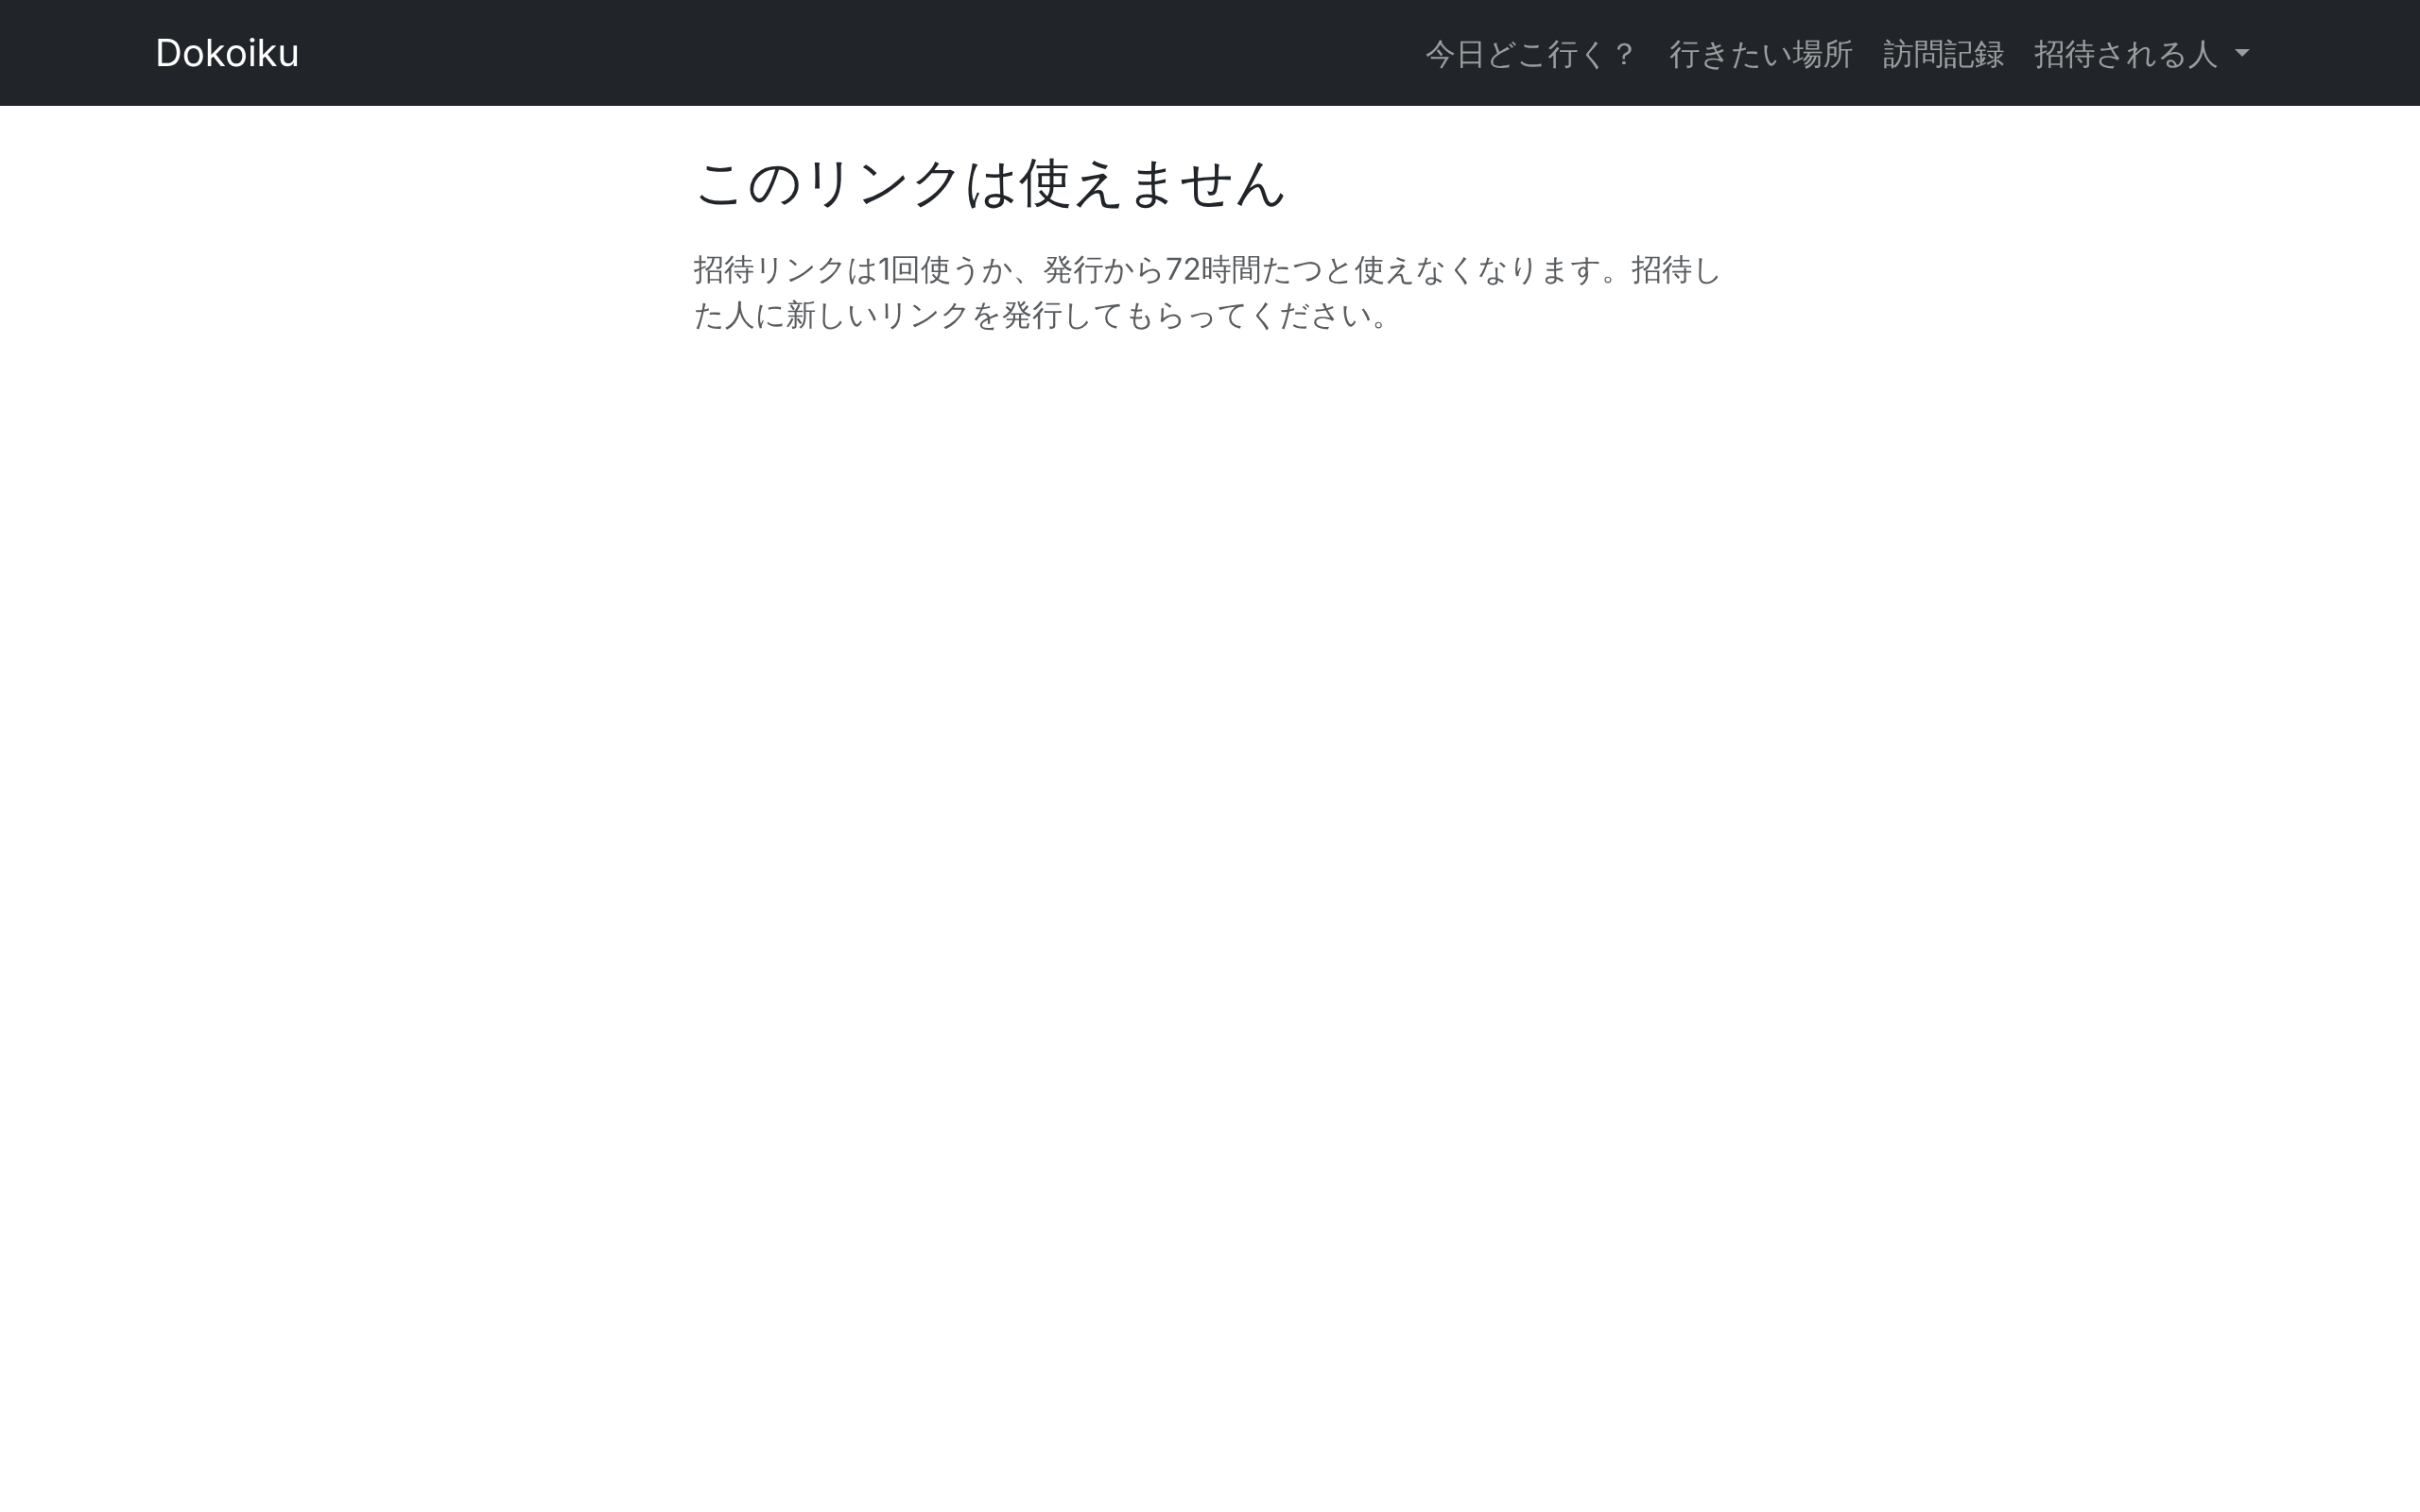 Dokoiku
今日どこ行く？ 行きたい場所 訪問記録 招待される人
このリンクは使えません
招待リンクは1回使うか、発行から72時間たつと使えなくなります。招待し
た人に新しいリンクを発行してもらってください。